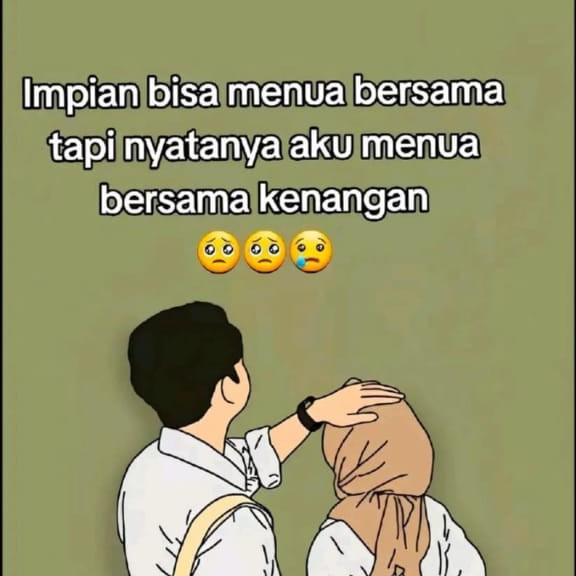 Impian bisa menua bersama
tapi nyatanya aku menua
bersama kenangan
🥺🥺😢